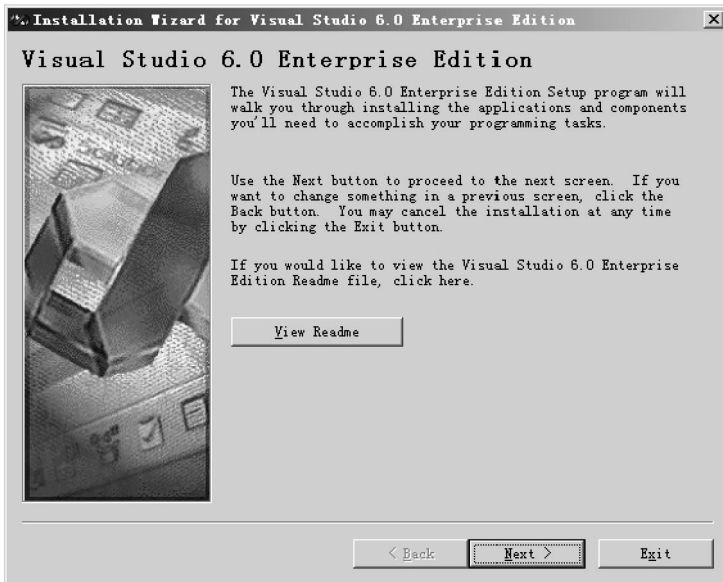 Installation Wizard for Visual Studio 6.0 Enterprise Edition
Visual Studio 6.0 Enterprise Edition
The Visual Studio 6.0 Enterprise Edition Setup program will
walk you through installing the applications and components
you'll need to accomplish your programming tasks.
Use the Next button to proceed to the next screen. If you
want to change something in a previous screen, click the
Back button. You may cancel the installation at any time
by clicking the Exit button.
If you would like to view the Visual Studio 6.0 Enterprise
Edition Readme file, click here.
View Readme
< Back Next > Exit